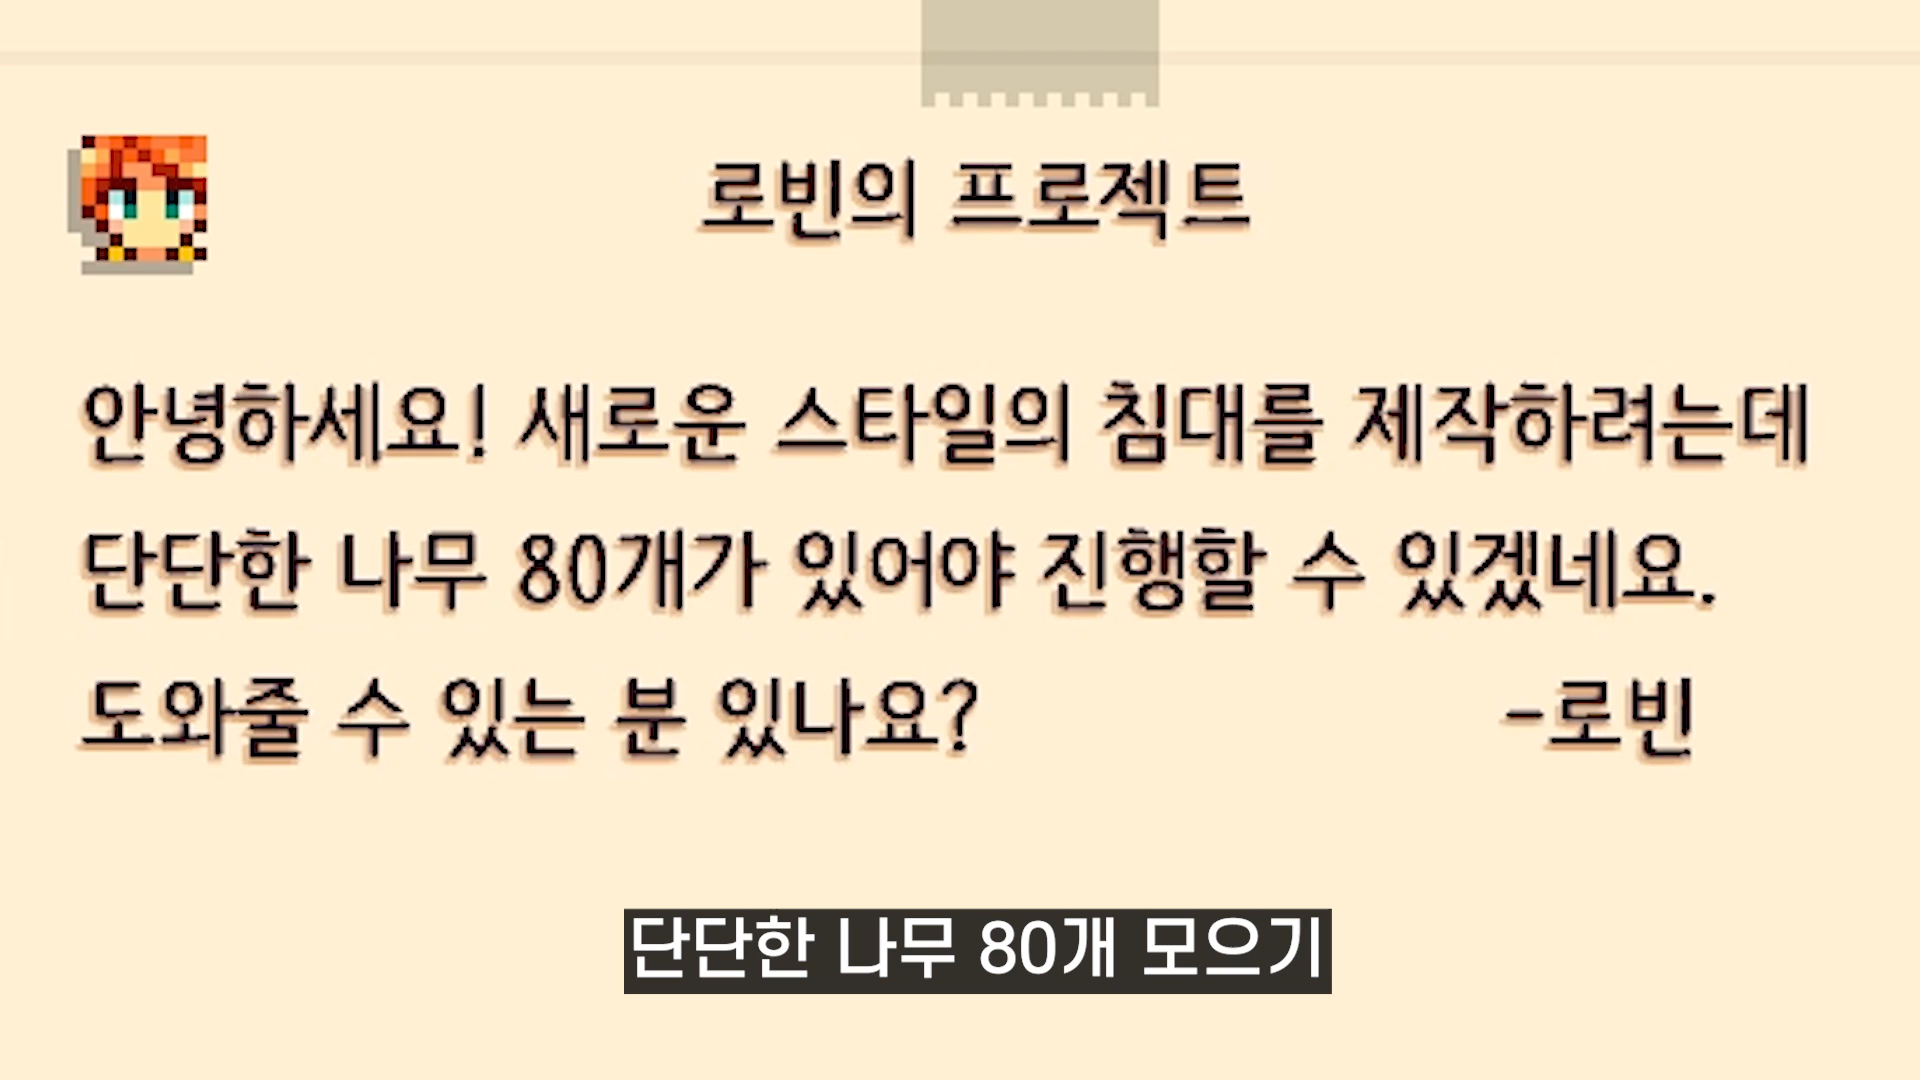 로빈의 프로젝트
안녕하세요! 새로운 스타일의 침대를 제작하려는데
단단한 나무 80개가 있어야 진행할 수 있겠네요.
도와줄 수 있는 분 있나요? -로빈
단단한 나무 80개 모으기